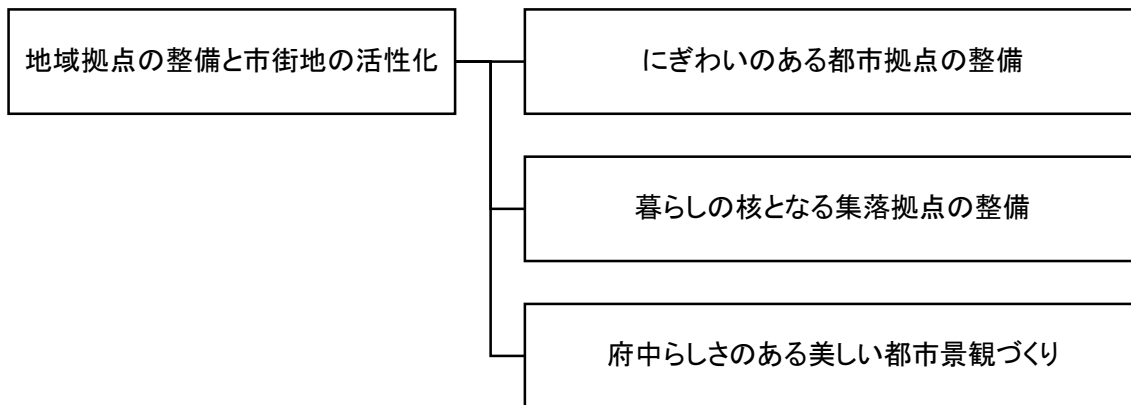 地域拠点の整備と市街地の活性化
にぎわいのある都市拠点の整備
暮らしの核となる集落拠点の整備
府中らしさのある美しい都市景観づくり